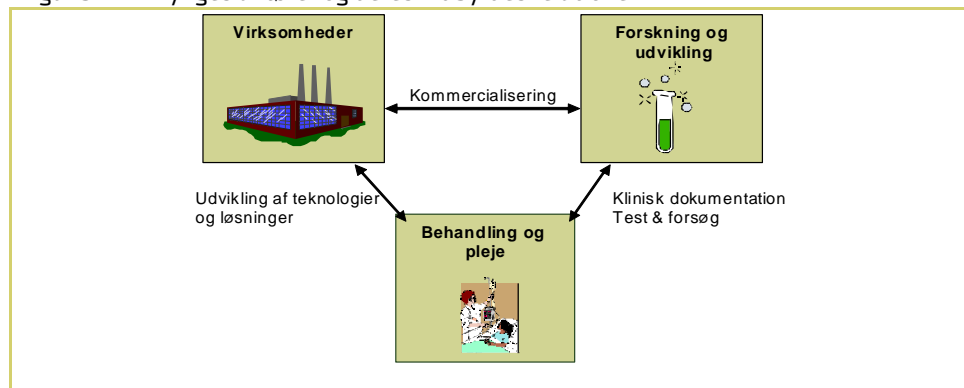 Virksomheder
Forskning og
udvikling
Kommercialisering
Udvikling af teknologier
og løsninger
Klinisk dokumentation
Test & forsøg
Behandling og
pleje